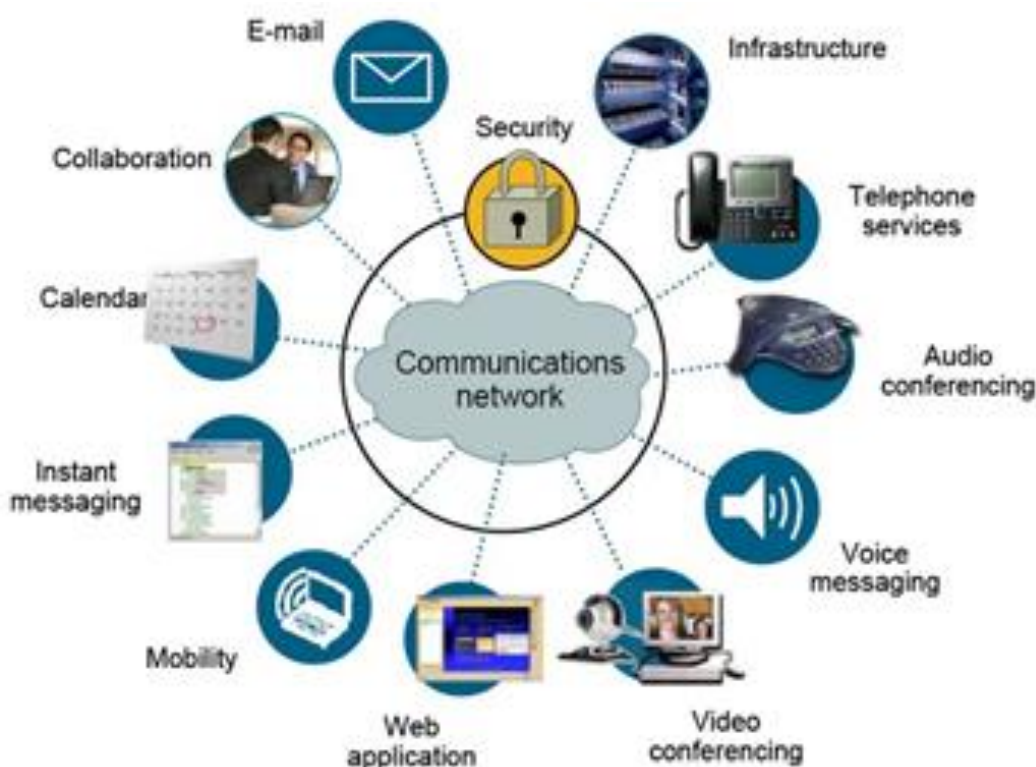 E-mail
Infrastructure
Security
Collaboration
Telephone
services
Calendar
Communications
network
Audio
conferencing
Instant
messaging
Voice
messaging
Mobility
Web
application
Video
conferencing